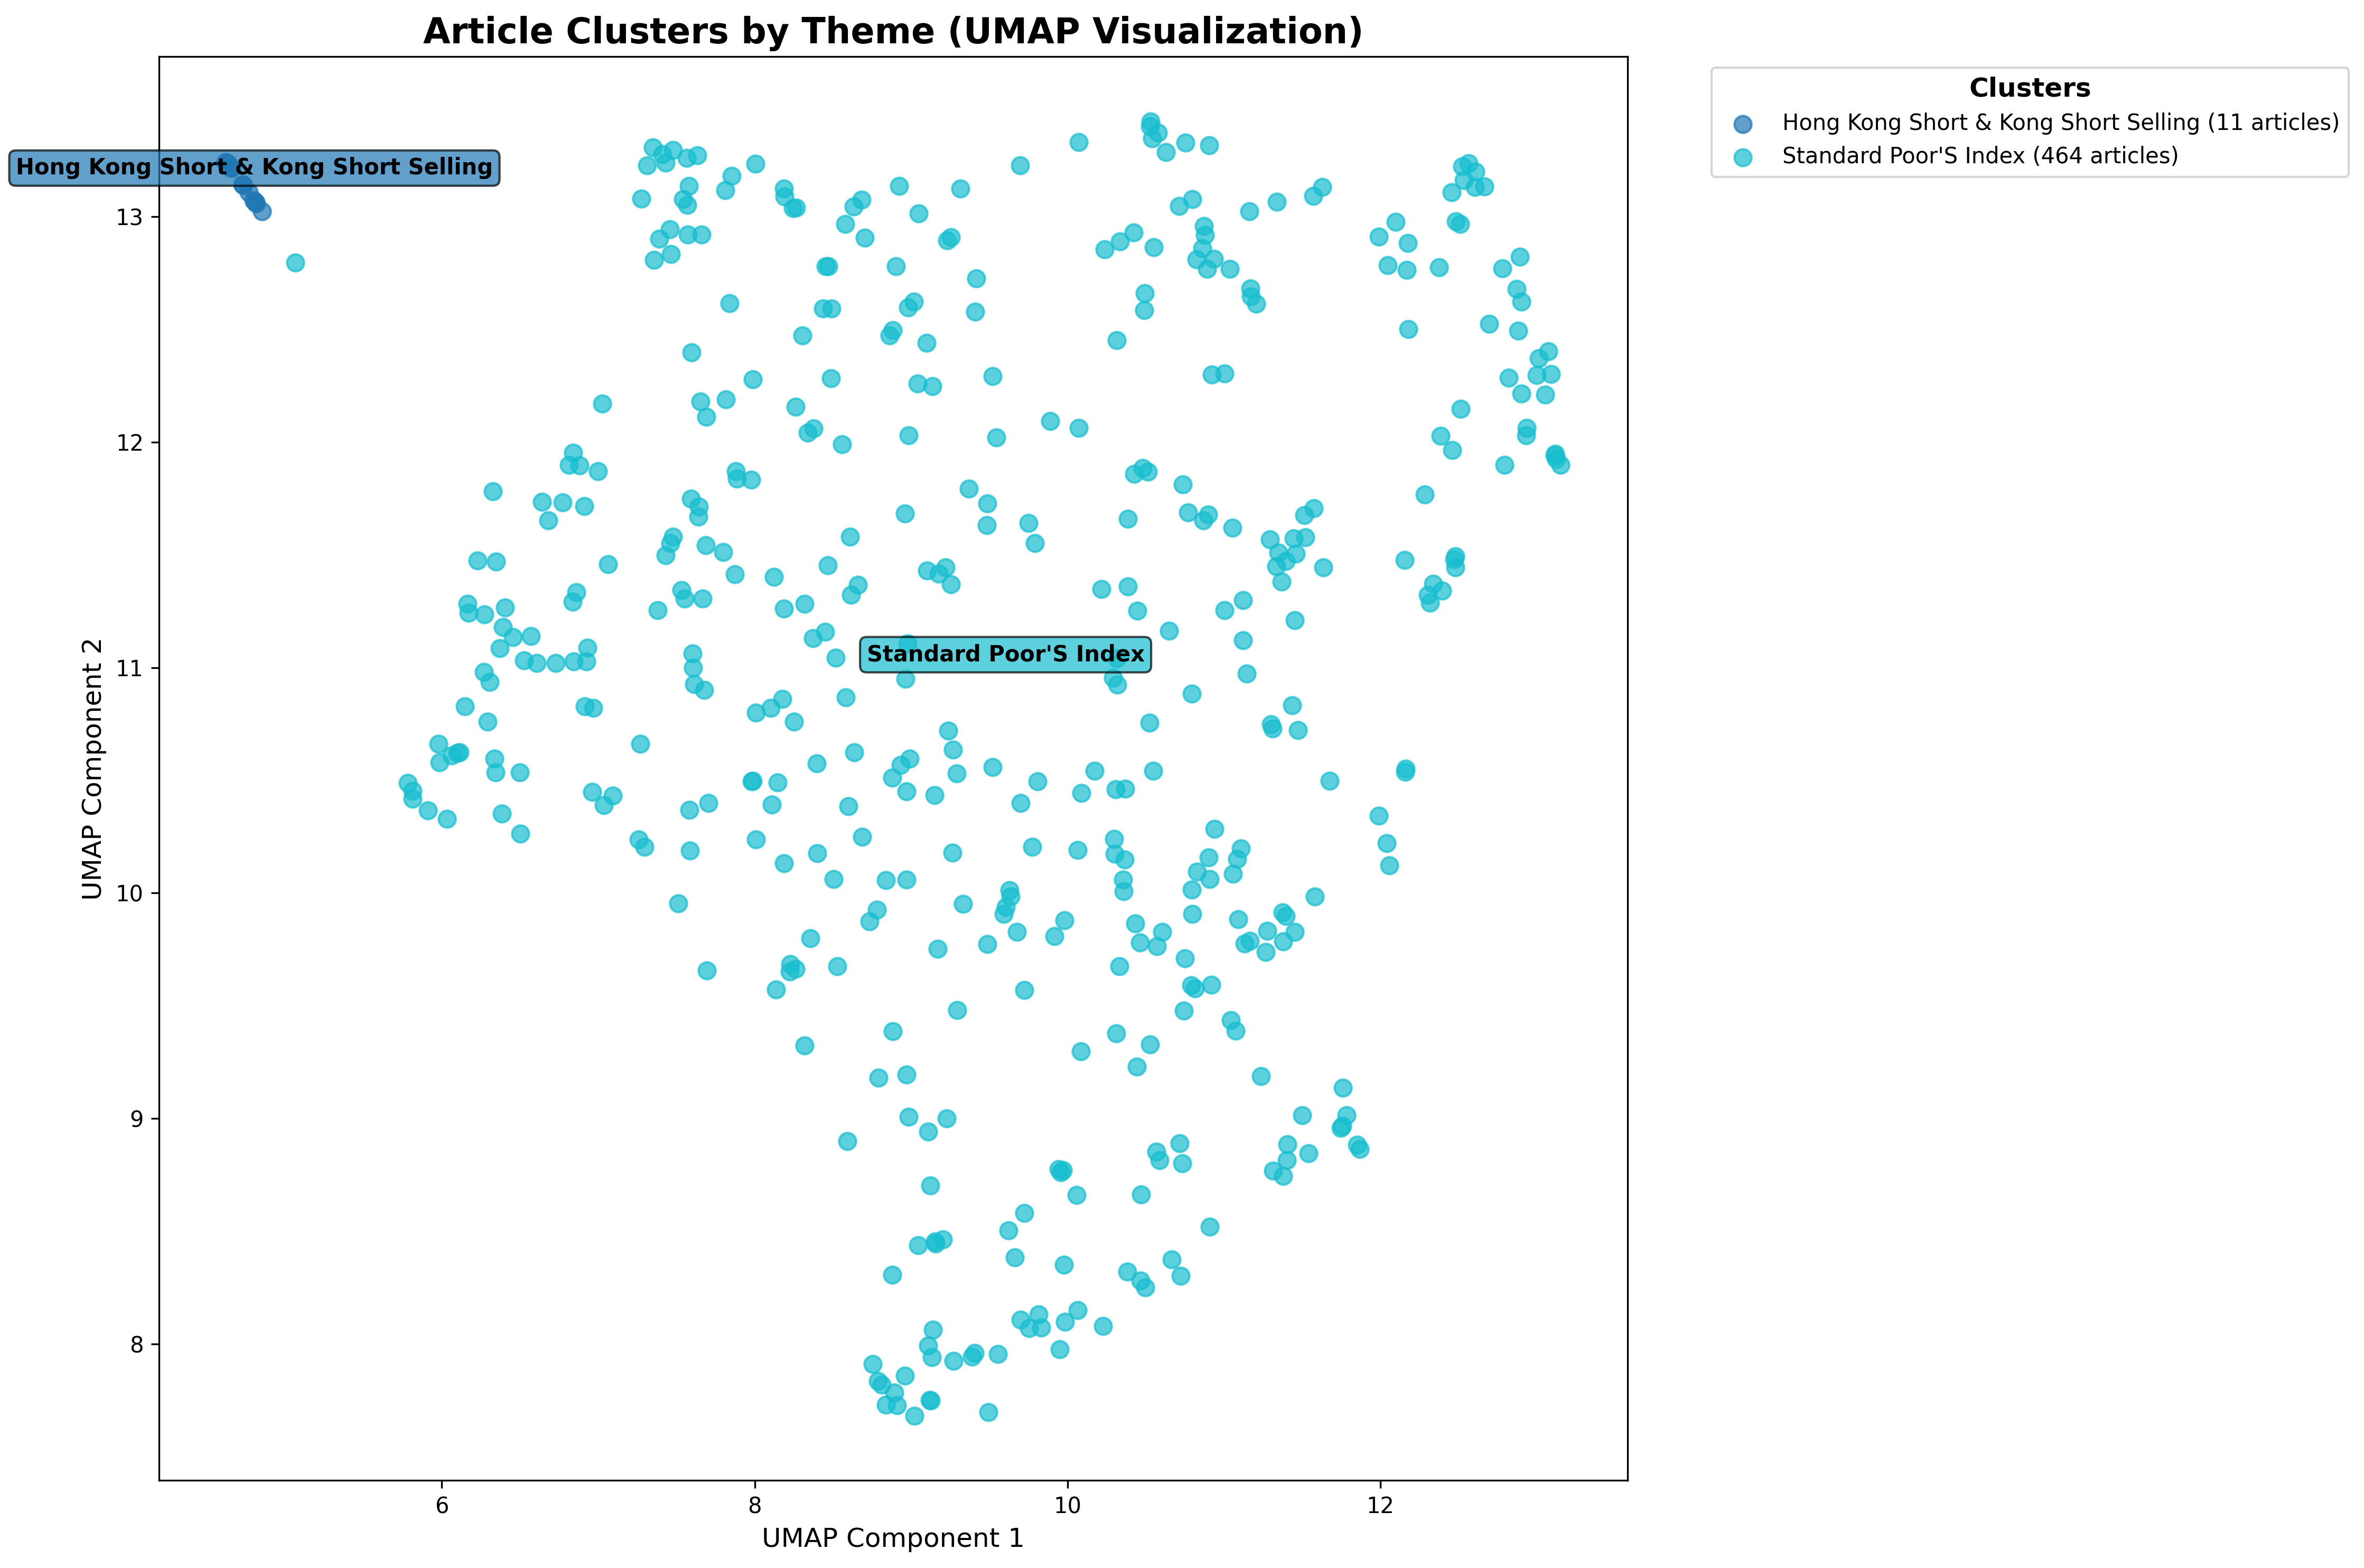 Article Clusters by Theme (UMAP Visualization)
Clusters
Hong Kong Short & Kong Short Selling (11 articles)
Standard Poor'S Index (464 articles)
Hong Kong Short & Kong Short Selling
Standard Poor'S Index
UMAP Component 2
13
12
11
10
9
8
6
8
10
12
UMAP Component 1